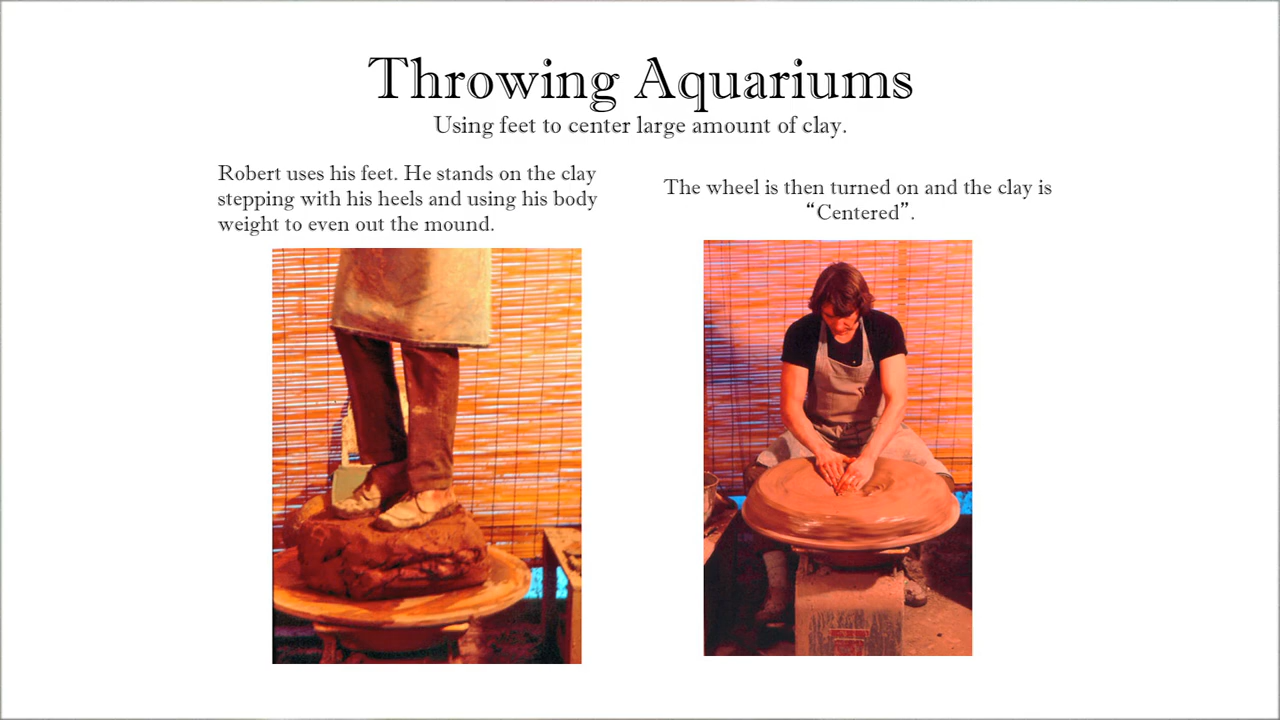 Throwing Aquariums
Using feet to center large amount of clay.
Robert uses his feet. He stands on the clay
stepping with his heels and using his body
weight to even out the mound.
The wheel is then turned on and the clay is
“Centered”.